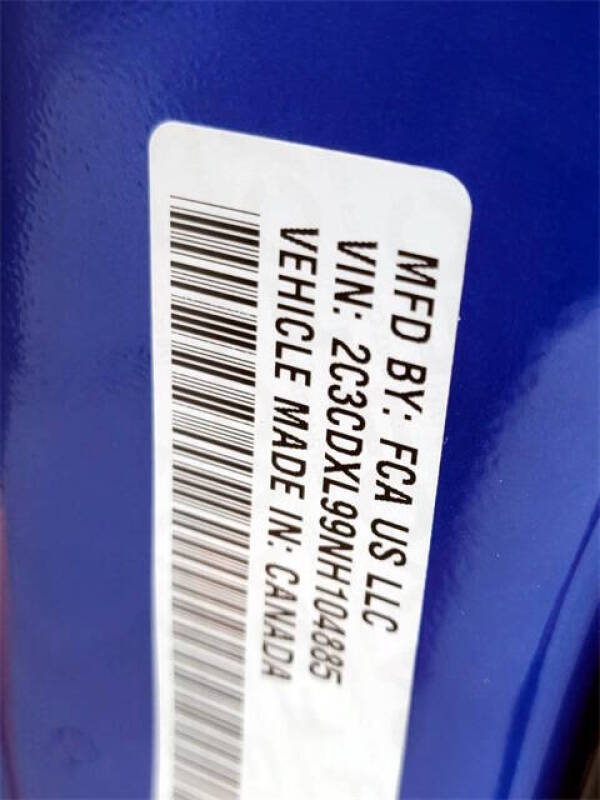 MFD BY: FCA US LLC
VIN: 2C3CDXL99NH104885
VEHICLE MADE IN: CANADA